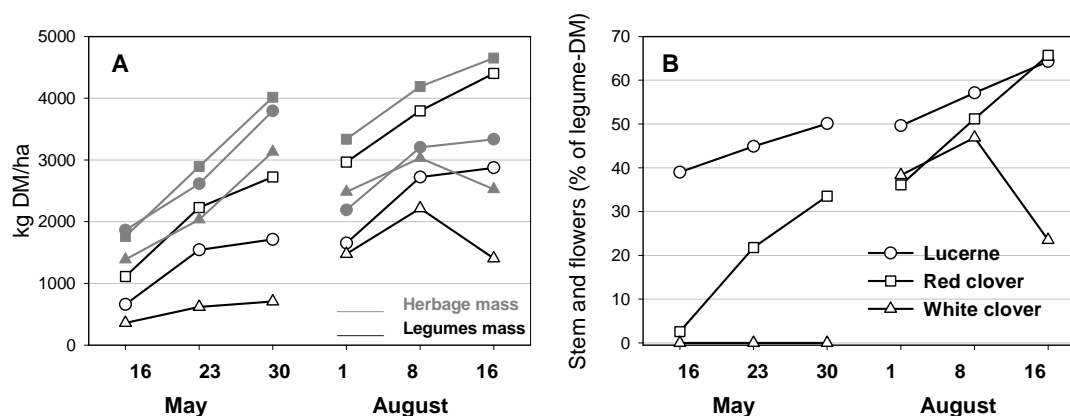 A
kg DM/ha
5000
4000
3000
2000
1000
0
Herbage mass
Legumes mass
16 23 30 1 8 16
May August
B
Stem and flowers (% of legume-DM)
70
60
50
40
30
20
10
0
Lucerne
Red clover
White clover
16 23 30 1 8 16
May August